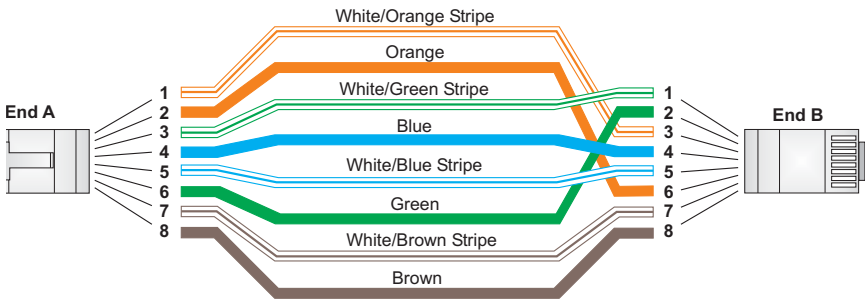 White/Orange Stripe
Orange
White/Green Stripe
Blue
White/Blue Stripe
Green
White/Brown Stripe
Brown
End A
1
2
3
4
5
6
7
8
End B
1
2
3
4
5
6
7
8